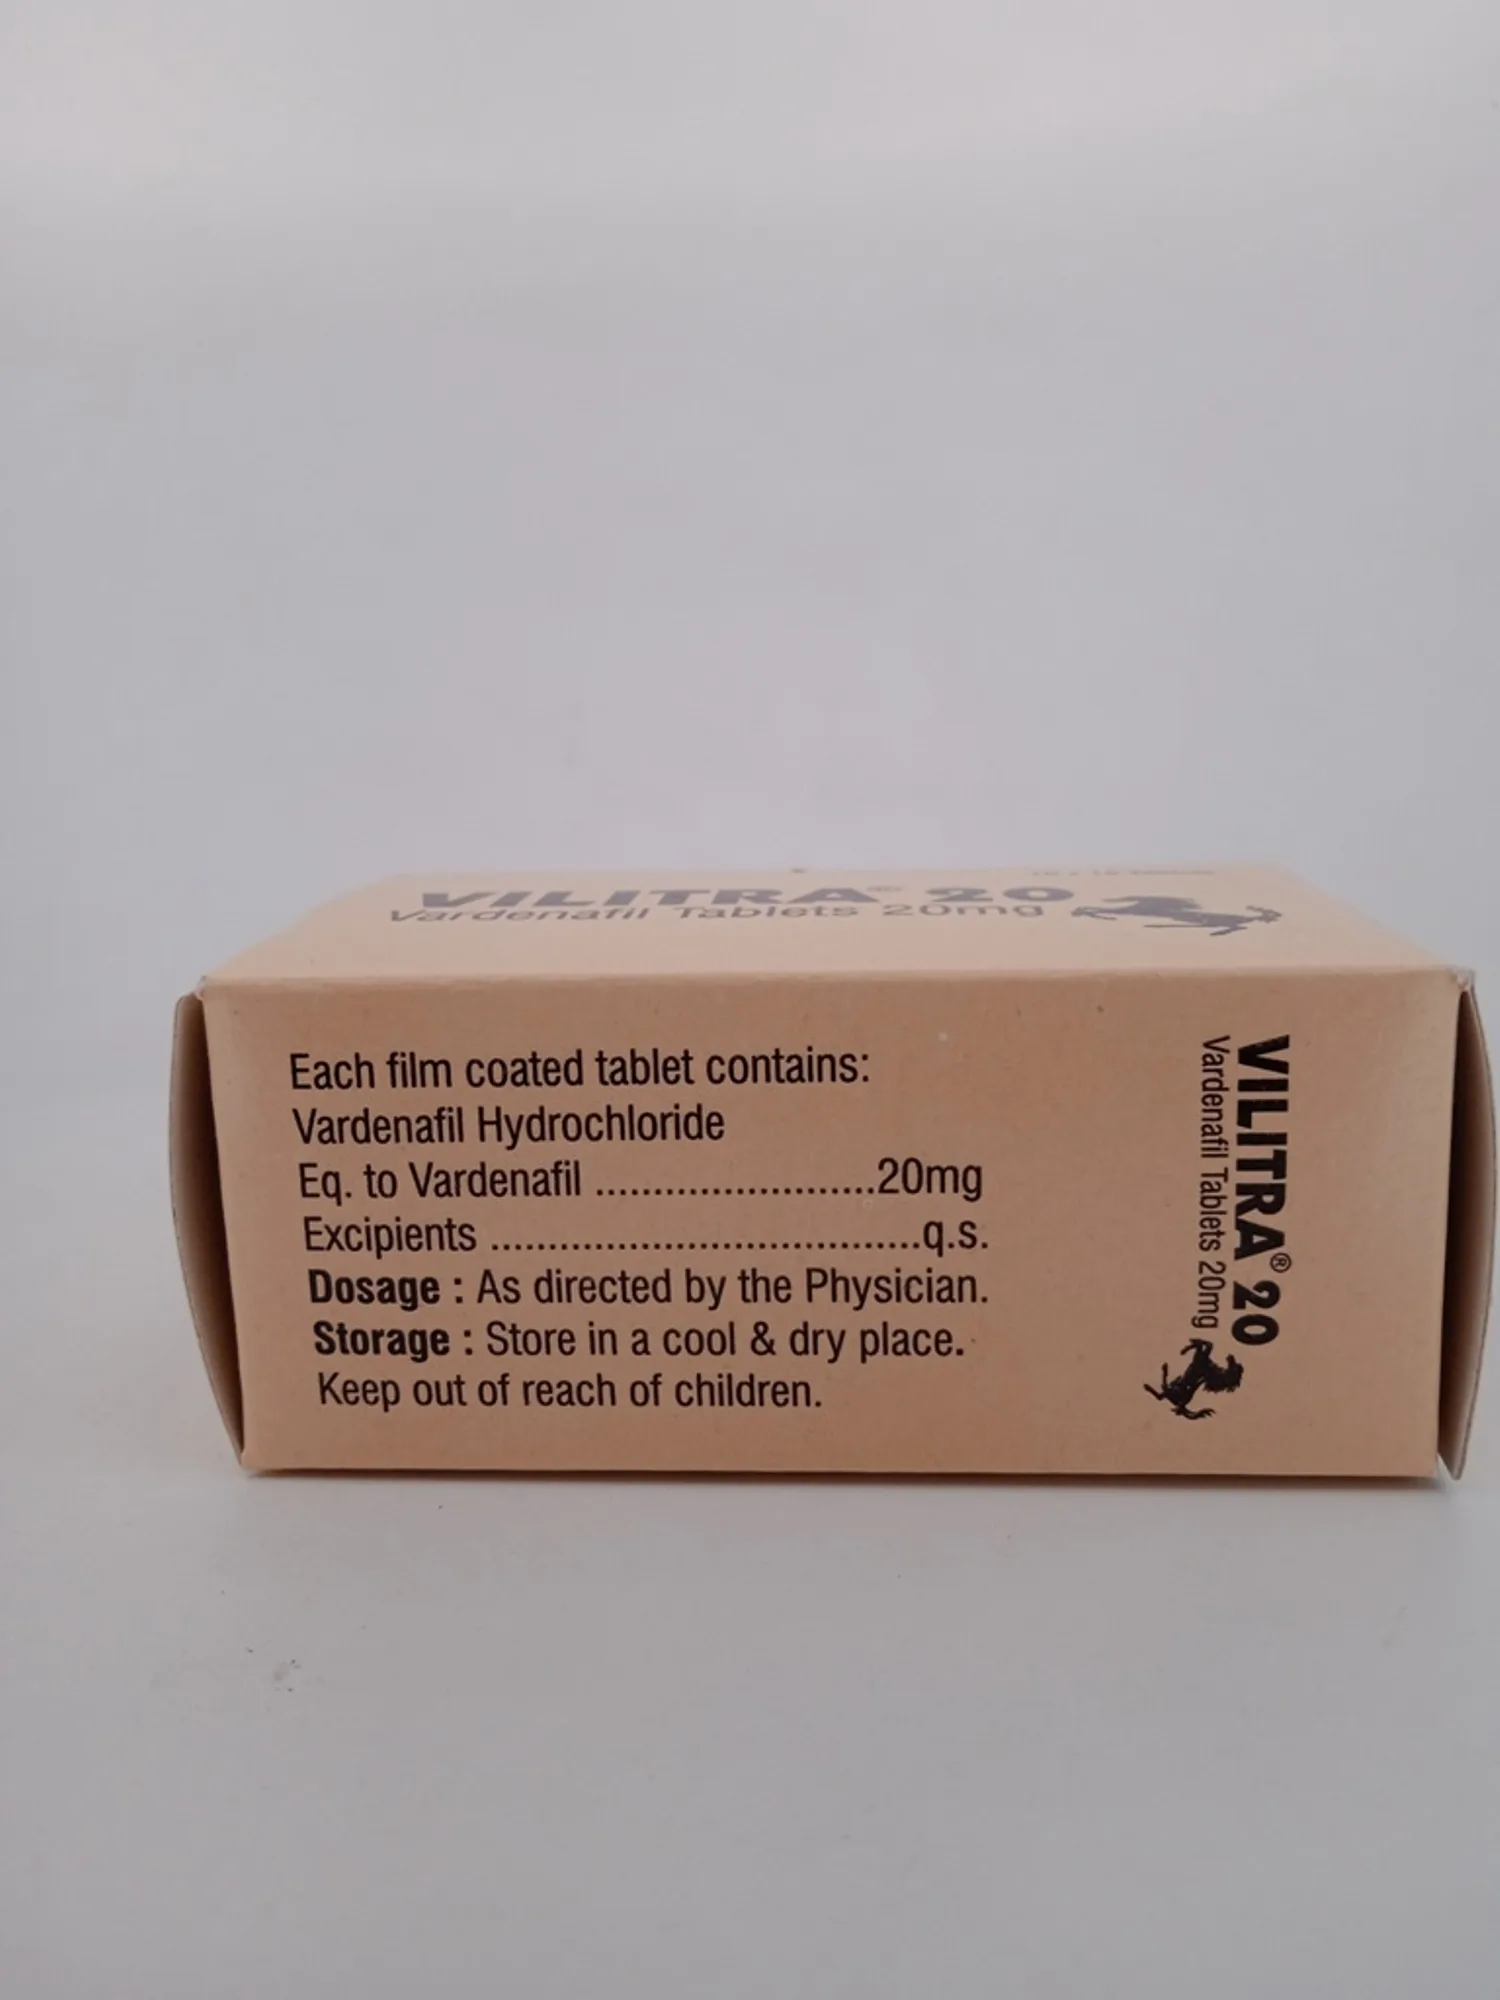 VILITRA® 20
Vardenafil Tablets 20mg
Each film coated tablet contains:
Vardenafil Hydrochloride
Eq. to Vardenafil ........................20mg
Excipients .....................................q.s.
Dosage : As directed by the Physician.
Storage : Store in a cool & dry place.
Keep out of reach of children.
VILITRA® 20
Vardenafil Tablets 20mg